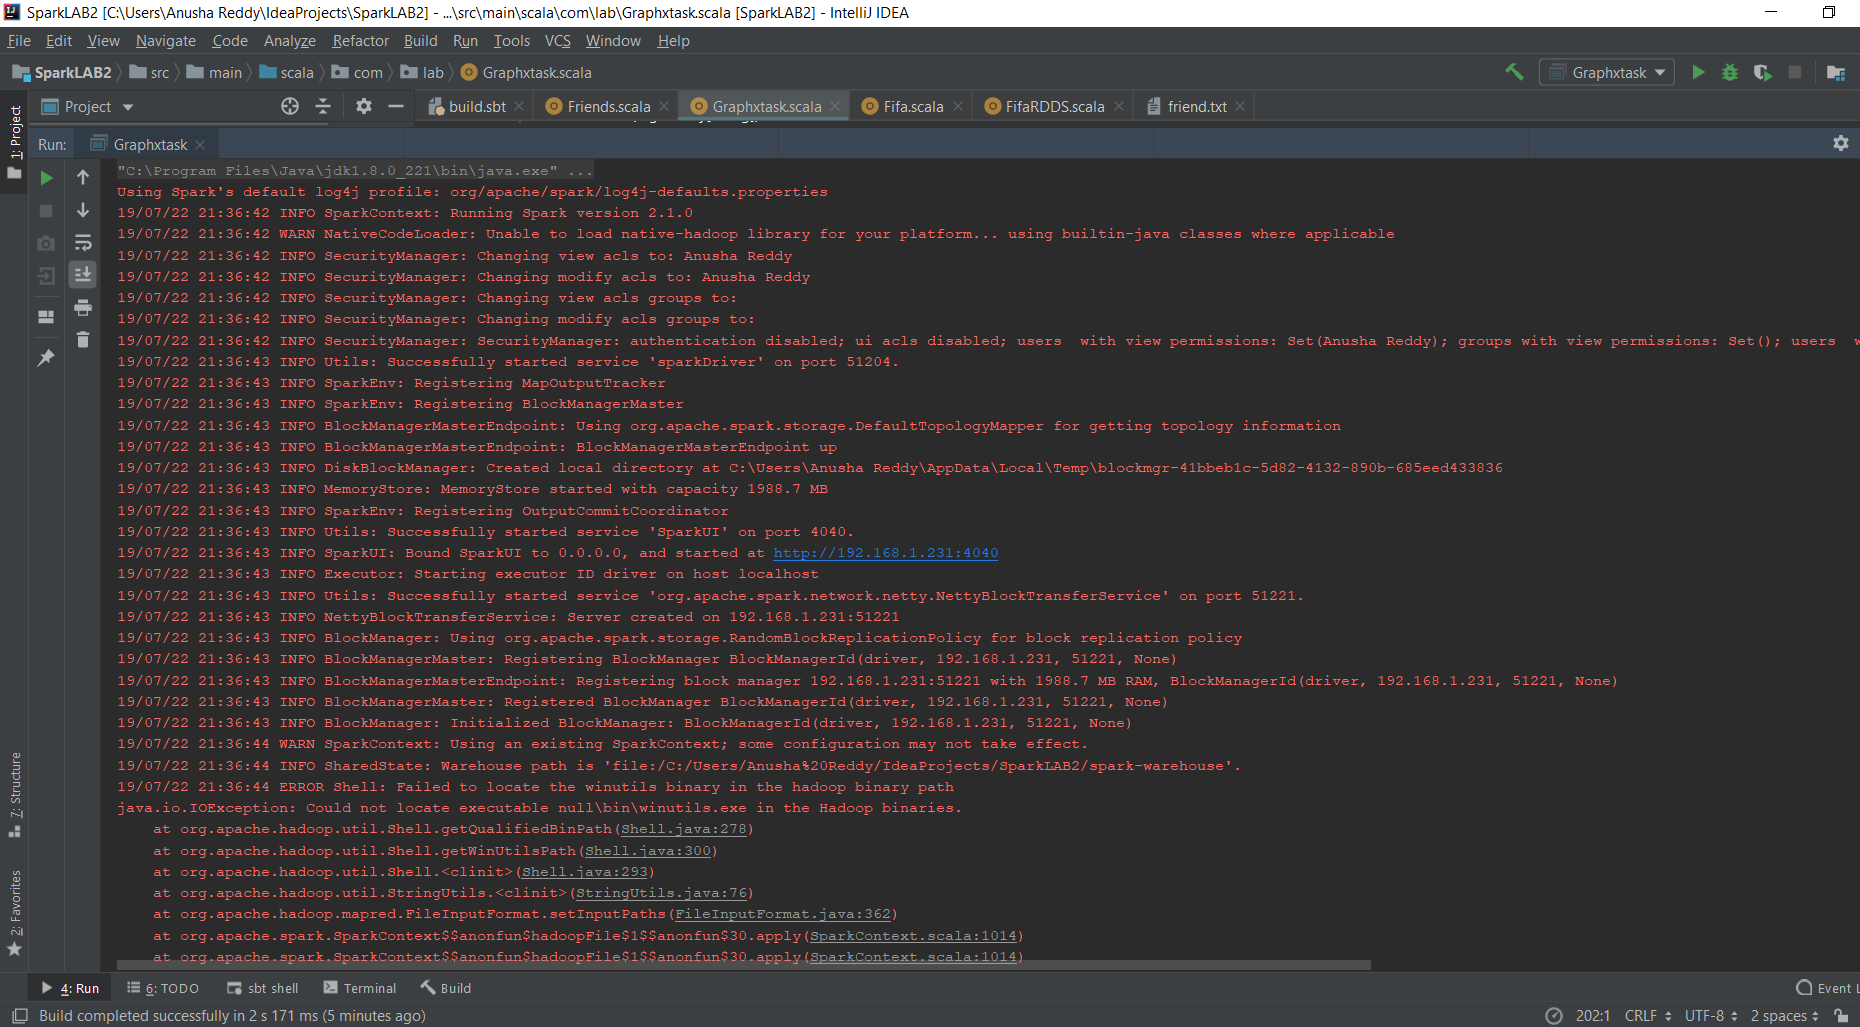 SparkLAB2 [C:\Users\Anusha Reddy\IdeaProjects\SparkLAB2] - ...\src\main\scala\com\lab\Graphxtask.scala [SparkLAB2] - IntelliJ IDEA
File Edit View Navigate Code Analyze Refactor Build Run Tools VCS Window Help
SparkLAB2 src main scala com lab Graphxtask.scala Graphxtask
Project build.sbt Friends.scala Graphxtask.scala Fifa.scala FifaRDDS.scala friend.txt
1: Project
Run: Graphxtask
"C:\Program Files\Java\jdk1.8.0_221\bin\java.exe" ...
Using Spark's default log4j profile: org/apache/spark/log4j-defaults.properties
19/07/22 21:36:42 INFO SparkContext: Running Spark version 2.1.0
19/07/22 21:36:42 WARN NativeCodeLoader: Unable to load native-hadoop library for your platform... using builtin-java classes where applicable
19/07/22 21:36:42 INFO SecurityManager: Changing view acls to: Anusha Reddy
19/07/22 21:36:42 INFO SecurityManager: Changing modify acls to: Anusha Reddy
19/07/22 21:36:42 INFO SecurityManager: Changing view acls groups to:
19/07/22 21:36:42 INFO SecurityManager: Changing modify acls groups to:
19/07/22 21:36:42 INFO SecurityManager: SecurityManager: authentication disabled; ui acls disabled; users  with view permissions: Set(Anusha Reddy); groups with view permissions: Set(); users
19/07/22 21:36:43 INFO Utils: Successfully started service 'sparkDriver' on port 51204.
19/07/22 21:36:43 INFO SparkEnv: Registering MapOutputTracker
19/07/22 21:36:43 INFO SparkEnv: Registering BlockManagerMaster
19/07/22 21:36:43 INFO BlockManagerMasterEndpoint: Using org.apache.spark.storage.DefaultTopologyMapper for getting topology information
19/07/22 21:36:43 INFO BlockManagerMasterEndpoint: BlockManagerMasterEndpoint up
19/07/22 21:36:43 INFO DiskBlockManager: Created local directory at C:\Users\Anusha Reddy\AppData\Local\Temp\blockmgr-41bbeb1c-5d82-4132-890b-685eed433836
19/07/22 21:36:43 INFO MemoryStore: MemoryStore started with capacity 1988.7 MB
19/07/22 21:36:43 INFO SparkEnv: Registering OutputCommitCoordinator
19/07/22 21:36:43 INFO Utils: Successfully started service 'SparkUI' on port 4040.
19/07/22 21:36:43 INFO SparkUI: Bound SparkUI to 0.0.0.0, and started at http://192.168.1.231:4040
19/07/22 21:36:43 INFO Executor: Starting executor ID driver on host localhost
19/07/22 21:36:43 INFO Utils: Successfully started service 'org.apache.spark.network.netty.NettyBlockTransferService' on port 51221.
19/07/22 21:36:43 INFO NettyBlockTransferService: Server created on 192.168.1.231:51221
19/07/22 21:36:43 INFO BlockManager: Using org.apache.spark.storage.RandomBlockReplicationPolicy for block replication policy
19/07/22 21:36:43 INFO BlockManagerMaster: Registering BlockManager BlockManagerId(driver, 192.168.1.231, 51221, None)
19/07/22 21:36:43 INFO BlockManagerMasterEndpoint: Registering block manager 192.168.1.231:51221 with 1988.7 MB RAM, BlockManagerId(driver, 192.168.1.231, 51221, None)
19/07/22 21:36:43 INFO BlockManagerMaster: Registered BlockManager BlockManagerId(driver, 192.168.1.231, 51221, None)
19/07/22 21:36:43 INFO BlockManager: Initialized BlockManager: BlockManagerId(driver, 192.168.1.231, 51221, None)
19/07/22 21:36:44 WARN SparkContext: Using an existing SparkContext; some configuration may not take effect.
19/07/22 21:36:44 INFO SharedState: Warehouse path is 'file:/C:/Users/Anusha%20Reddy/IdeaProjects/SparkLAB2/spark-warehouse'.
19/07/22 21:36:44 ERROR Shell: Failed to locate the winutils binary in the hadoop binary path
java.io.IOException: Could not locate executable null\bin\winutils.exe in the Hadoop binaries.
at org.apache.hadoop.util.Shell.getQualifiedBinPath(Shell.java:278)
at org.apache.hadoop.util.Shell.getWinUtilsPath(Shell.java:300)
at org.apache.hadoop.util.Shell.<clinit>(Shell.java:293)
at org.apache.hadoop.util.StringUtils.<clinit>(StringUtils.java:76)
at org.apache.hadoop.mapred.FileInputFormat.setInputPaths(FileInputFormat.java:362)
at org.apache.spark.SparkContext$$anonfun$hadoopFile$1$$anonfun$30.apply(SparkContext.scala:1014)
at org.apache.spark.SparkContext$$anonfun$hadoopFile$1$$anonfun$30.apply(SparkContext.scala:1014)
7: Structure
2: Favorites
4: Run 6: TODO sbt shell Terminal Build Event L
Build completed successfully in 2 s 171 ms (5 minutes ago) 202:1 CRLF UTF-8 2 spaces